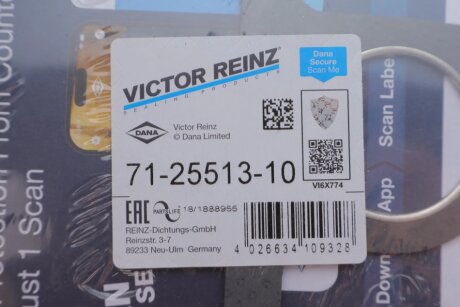 VICTOR REINZ®
SEALING PRODUCTS
Dana
Secure
Scan Me
DANA
Victor Reinz
© Dana Limited
71-25513-10
VI6X774
EAC
PARTSLIFE
18/1888955
REINZ-Dichtungs-GmbH
Reinzstr. 3-7
89233 Neu-Ulm Germany
4 026634 109328
ust 1 Scan
Scan Label
App
Down